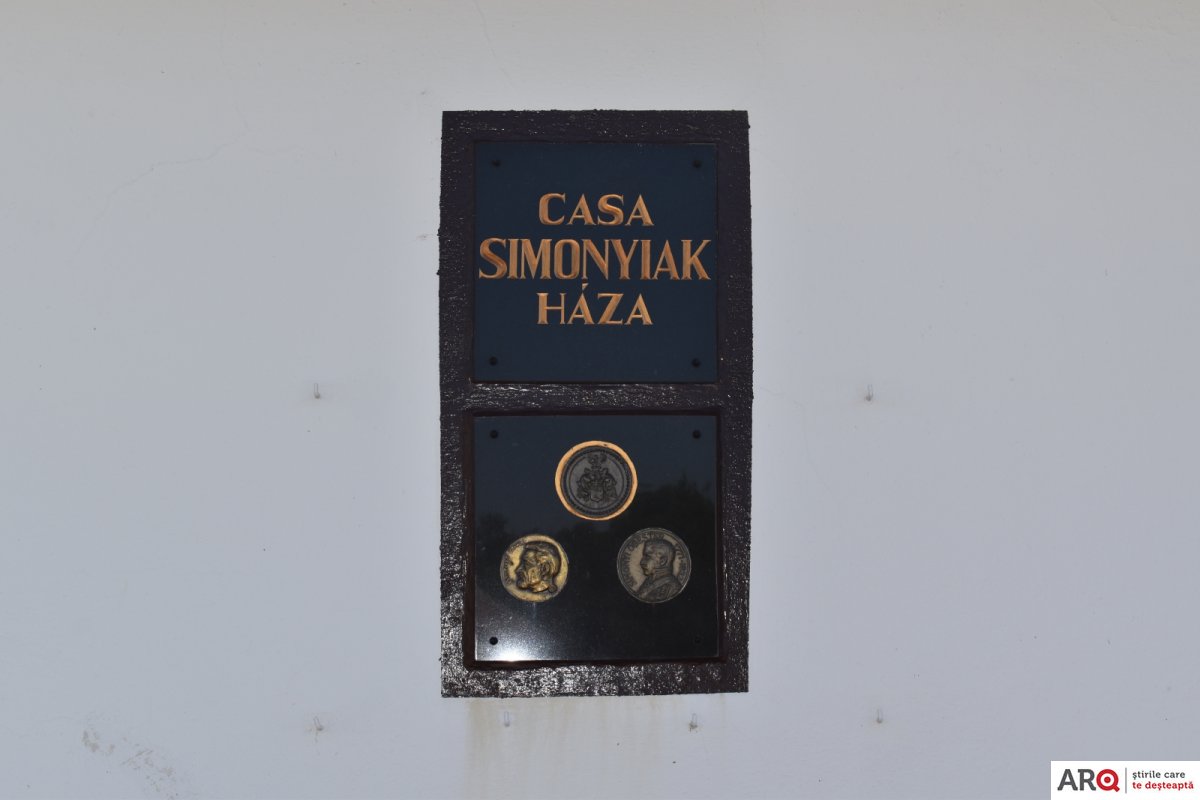 CASA
SIMONYIAK
HÁZA
ARQ
știrile care
te deșteaptă